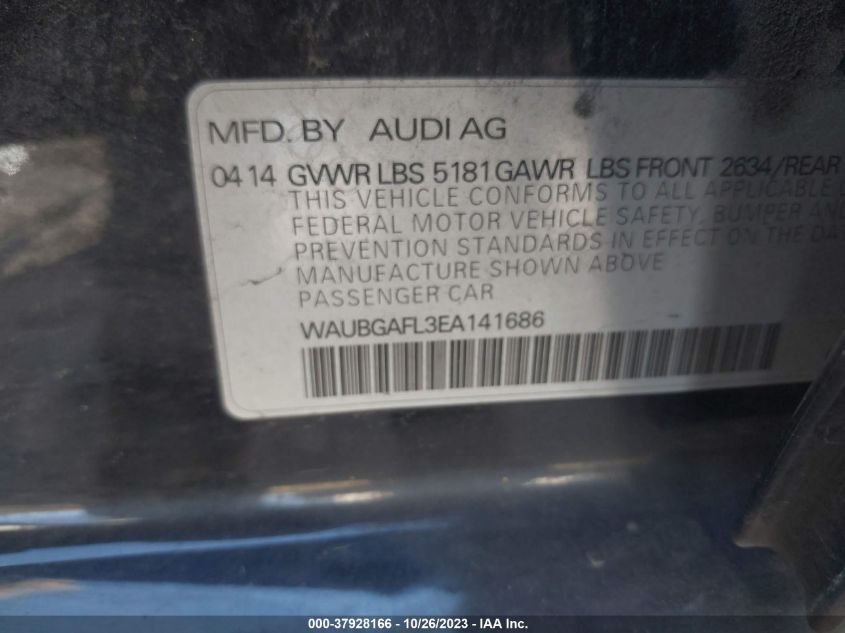 MFD. BY AUDI AG
0414 GVWR LBS 5181 GAWR LBS FRONT 2634/REAR
THIS VEHICLE CONFORMS TO ALL APPLICABLE
FEDERAL MOTOR VEHICLE SAFETY, BUMPER AND
PREVENTION STANDARDS IN EFFECT ON THE
MANUFACTURE SHOWN ABOVE
PASSENGER CAR
WAUBGAFL3EA141686
000-37928166 - 10/26/2023 - © IAA, Inc.